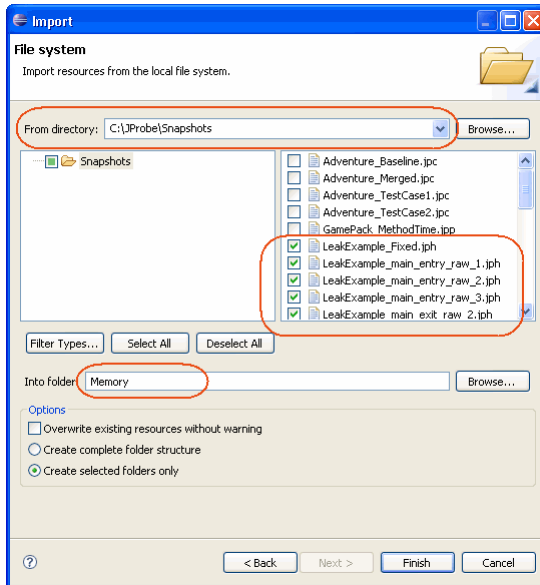 Import
File system
Import resources from the local file system.
From directory: C:\JProbe\Snapshots Browse...
Snapshots
Adventure_Baseline.jpc
Adventure_Merged.jpc
Adventure_TestCase1.jpc
Adventure_TestCase2.jpc
GamePack_MethodTime.jpp
LeakExample_Fixed.jph
LeakExample_main_entry_raw_1.jph
LeakExample_main_entry_raw_2.jph
LeakExample_main_entry_raw_3.jph
LeakExample_main_exit_raw_2.jph
Filter Types... Select All Deselect All
Into folder Memory Browse...
Options
Overwrite existing resources without warning
Create complete folder structure
Create selected folders only
? < Back Next > Finish Cancel